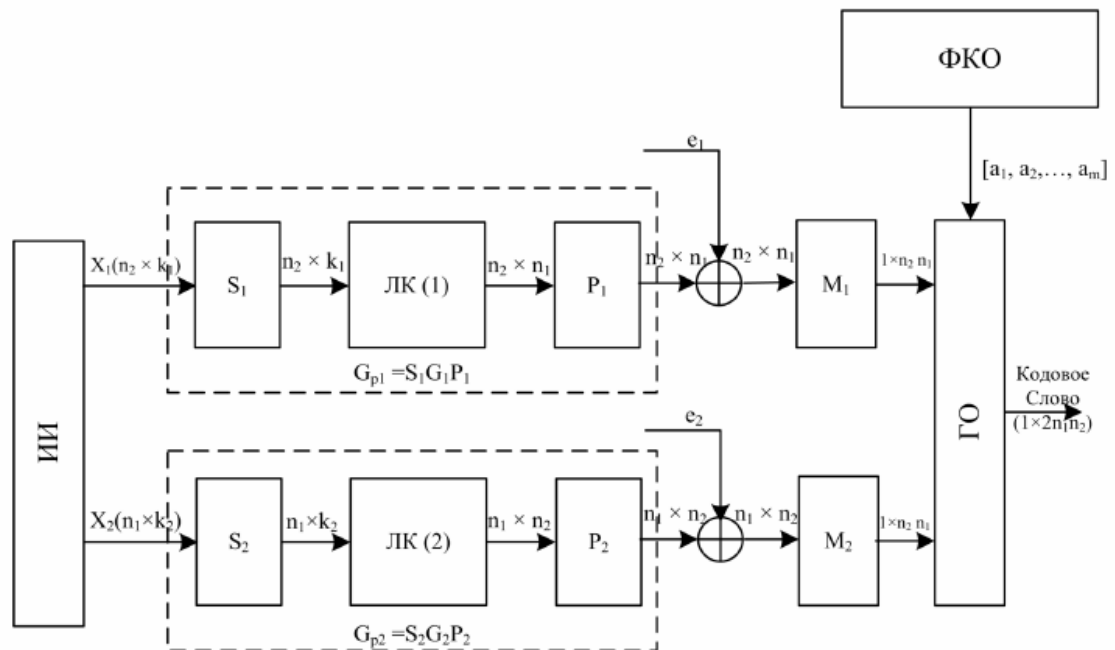 ФКО
e₁
[a₁, a₂,…, aₘ]
X₁(n₂ × k₁)
S₁
n₂ × k₁
ЛК (1)
n₂ × n₁
P₁
n₂ × n₁
n₂ × n₁
M₁
1×n₂ n₁
Gₚ₁ =S₁G₁P₁
ИИ
ГО
Кодовое
Слово
(1×2n₁n₂)
e₂
X₂(n₁×k₂)
S₂
n₁×k₂
ЛК (2)
n₁ × n₂
P₂
n₁ × n₂
n₁ × n₂
M₂
1×n₂ n₁
Gₚ₂ =S₂G₂P₂